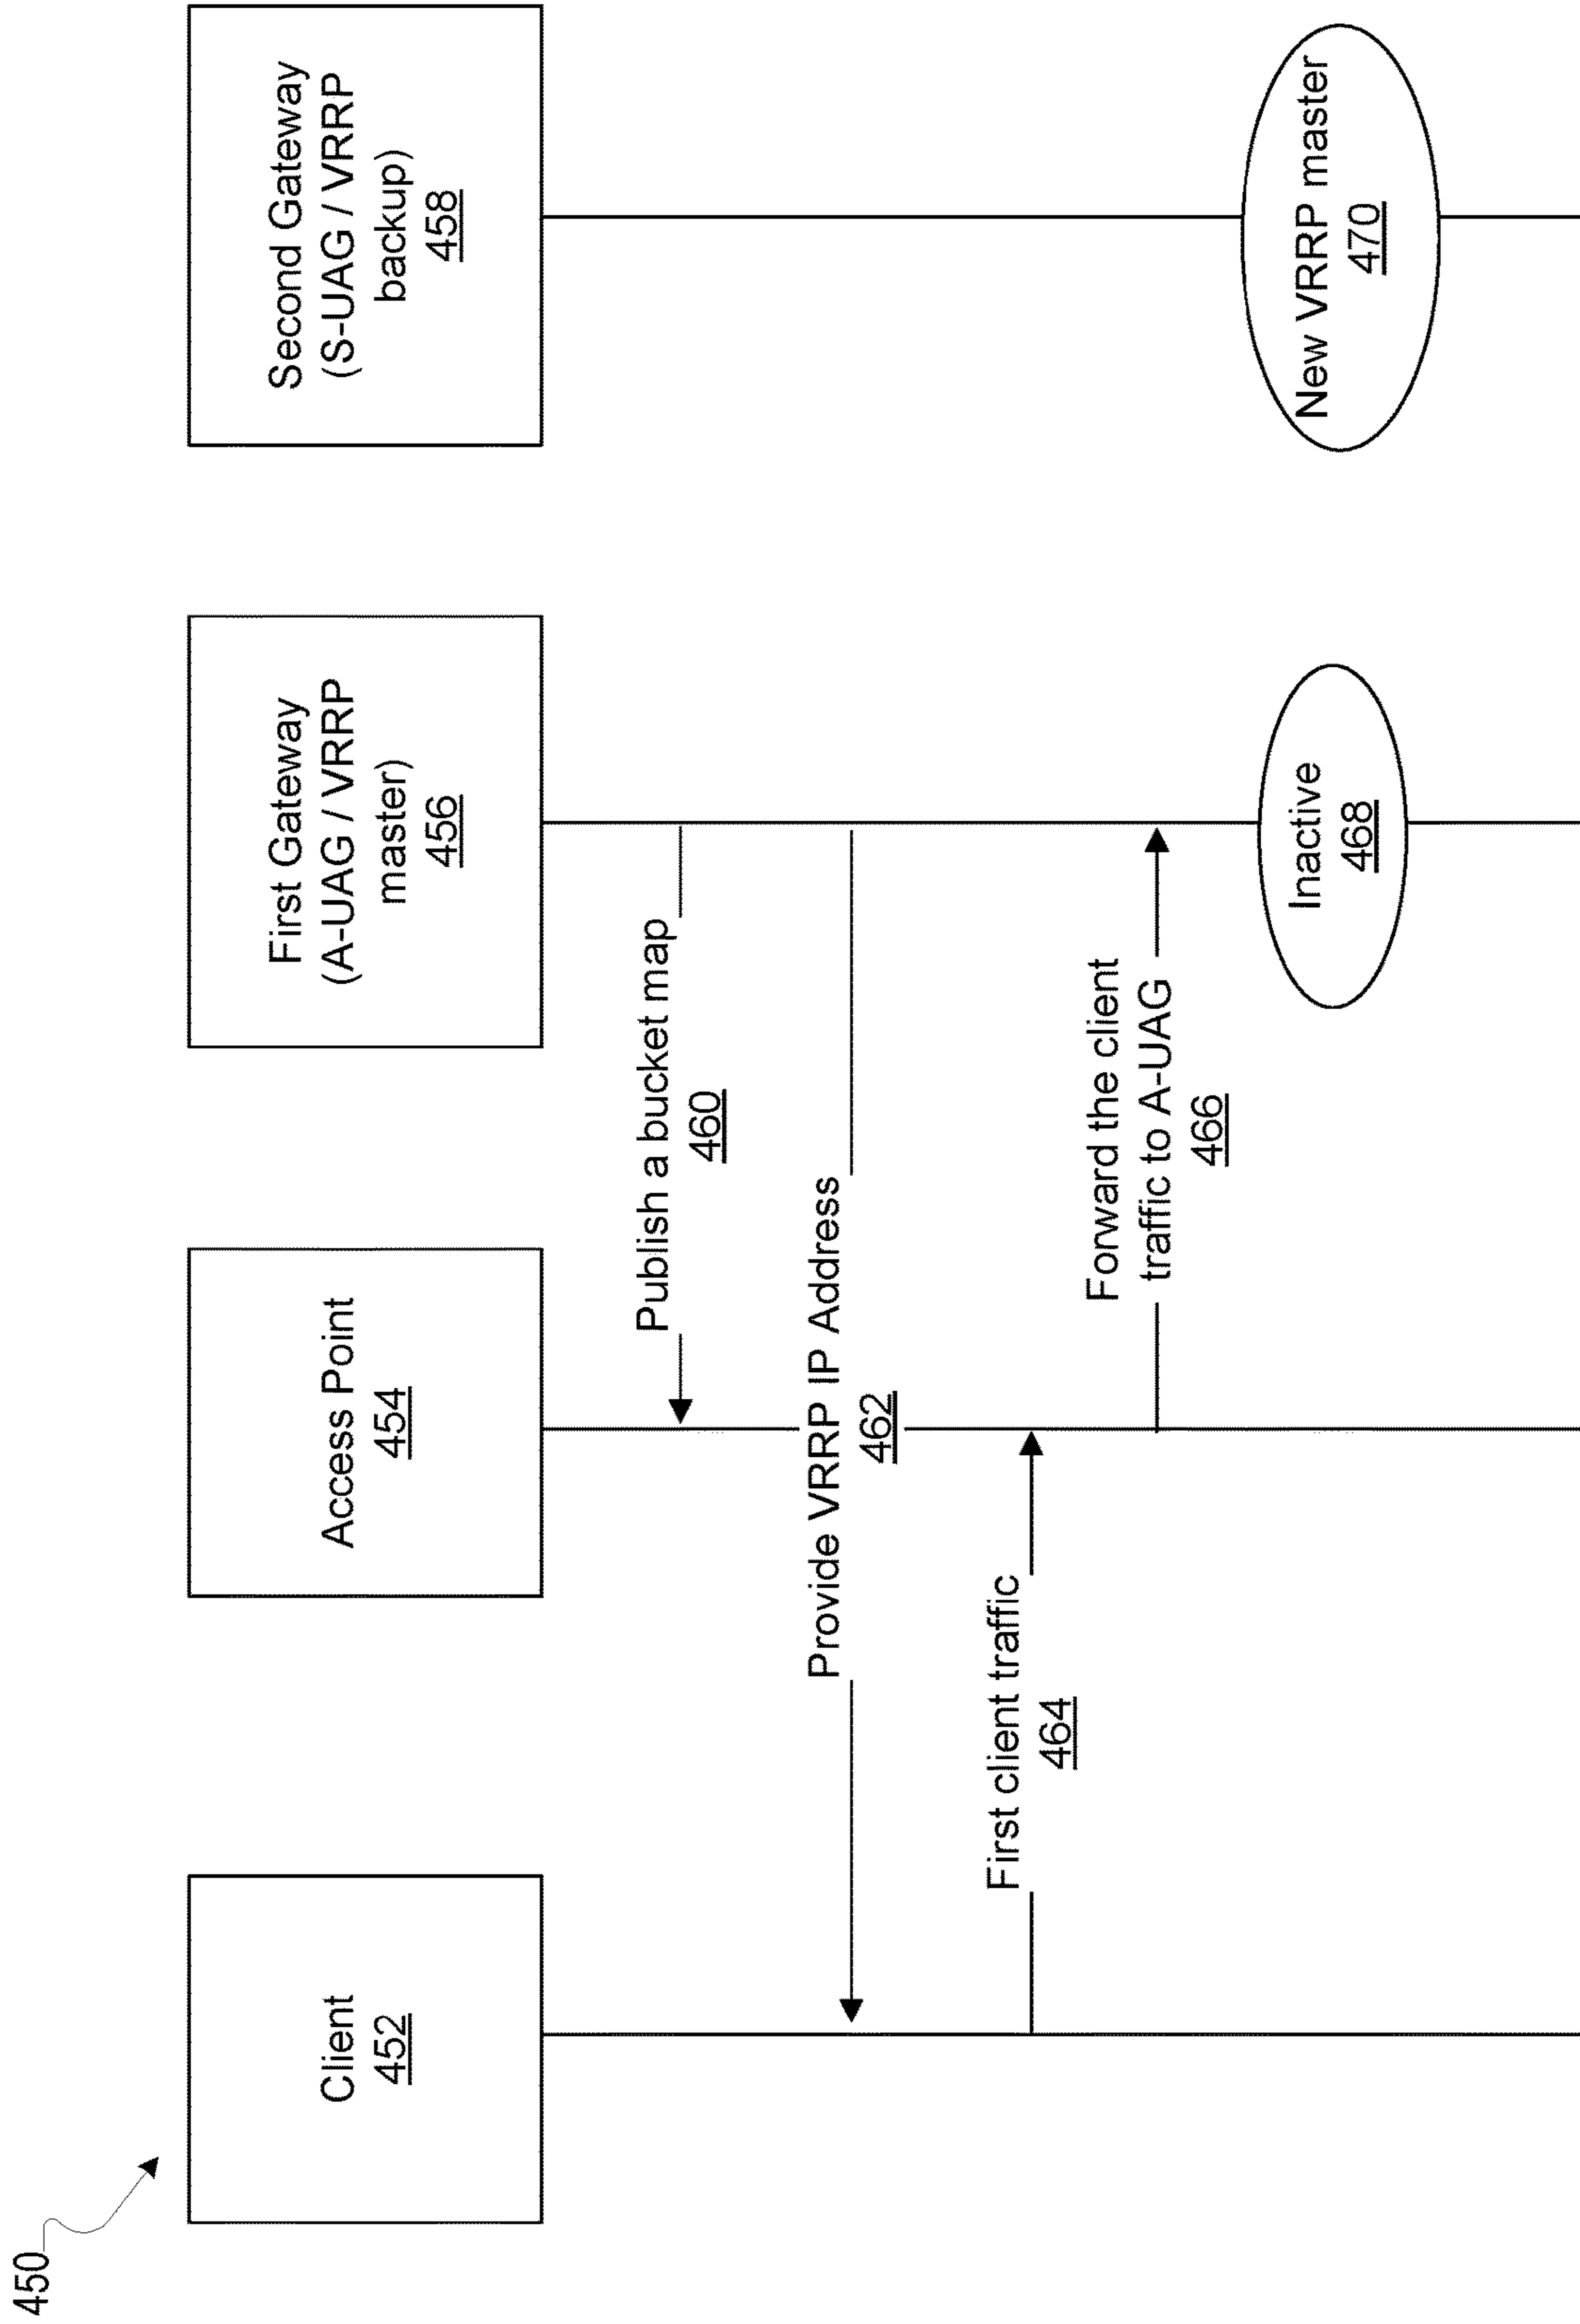 450
Client
452
Access Point
454
First Gateway
(A-UAG / VRRP
master)
456
Second Gateway
(S-UAG / VRRP
backup)
458
Publish a bucket map
460
Provide VRRP IP Address
462
First client traffic
464
Forward the client
traffic to A-UAG
466
Inactive
468
New VRRP master
470